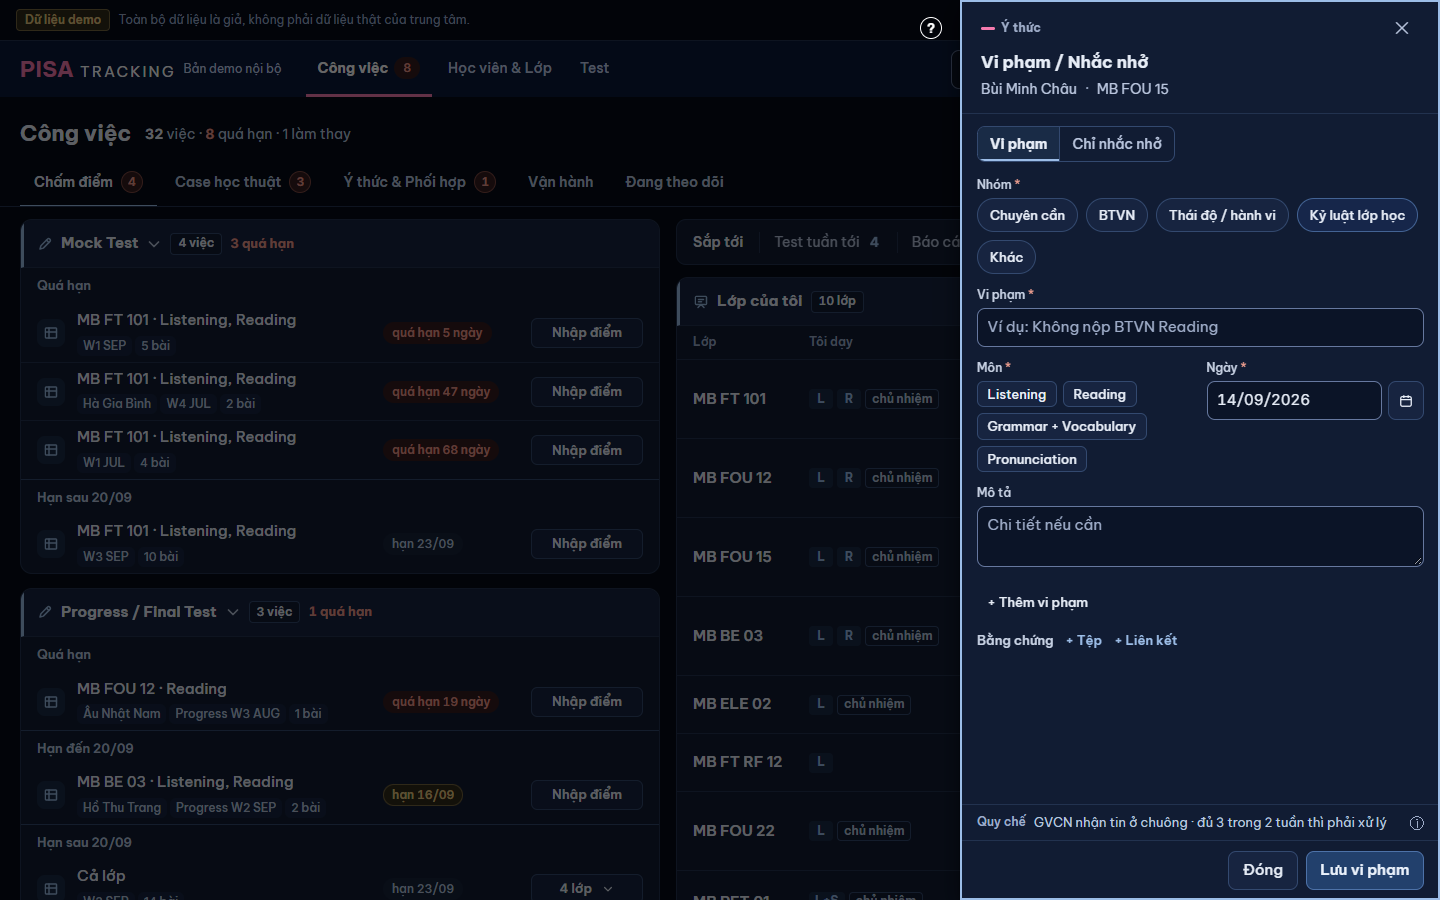 Dữ liệu demo Toàn bộ dữ liệu là giả, không phải dữ liệu thật của trung tâm.
PISA TRACKING Bản demo nội bộ Công việc 8 Học viên & Lớp Test
?
Công việc 32 việc · 8 quá hạn · 1 làm thay
Chấm điểm 4 Case học thuật 3 Ý thức & Phối hợp 1 Vận hành Đang theo dõi
Mock Test 4 việc 3 quá hạn
Quá hạn
MB FT 101 · Listening, Reading
W1 SEP 5 bài
quá hạn 5 ngày
Nhập điểm
MB FT 101 · Listening, Reading
Hà Gia Bình W4 JUL 2 bài
quá hạn 47 ngày
Nhập điểm
MB FT 101 · Listening, Reading
W1 JUL 4 bài
quá hạn 68 ngày
Nhập điểm
Hạn sau 20/09
MB FT 101 · Listening, Reading
W3 SEP 10 bài
hạn 23/09
Nhập điểm
Progress / Final Test 3 việc 1 quá hạn
Quá hạn
MB FOU 12 · Reading
Âu Nhật Nam Progress W3 AUG 1 bài
quá hạn 19 ngày
Nhập điểm
Hạn đến 20/09
MB BE 03 · Listening, Reading
Hồ Thu Trang Progress W2 SEP 2 bài
hạn 16/09
Nhập điểm
Hạn sau 20/09
Cả lớp
hạn 23/09
4 lớp
Sắp tới Test tuần tới 4 Báo cá
Lớp của tôi 10 lớp
Lớp Tôi dạy
MB FT 101 L R chủ nhiệm
MB FOU 12 L R chủ nhiệm
MB FOU 15 L R chủ nhiệm
MB BE 03 L R chủ nhiệm
MB ELE 02 L chủ nhiệm
MB FT RF 12 L
MB FOU 22 L chủ nhiệm
Ý thức
Vi phạm / Nhắc nhở
Bùi Minh Châu · MB FOU 15
Vi phạm Chỉ nhắc nhở
Nhóm *
Chuyên cần BTVN Thái độ / hành vi Kỷ luật lớp học
Khác
Vi phạm *
Ví dụ: Không nộp BTVN Reading
Môn *
Listening Reading
Grammar + Vocabulary
Pronunciation
Ngày *
14/09/2026
Mô tả
Chi tiết nếu cần
+ Thêm vi phạm
Bằng chứng + Tệp + Liên kết
Quy chế GVCN nhận tin ở chuông · đủ 3 trong 2 tuần thì phải xử lý
Đóng Lưu vi phạm